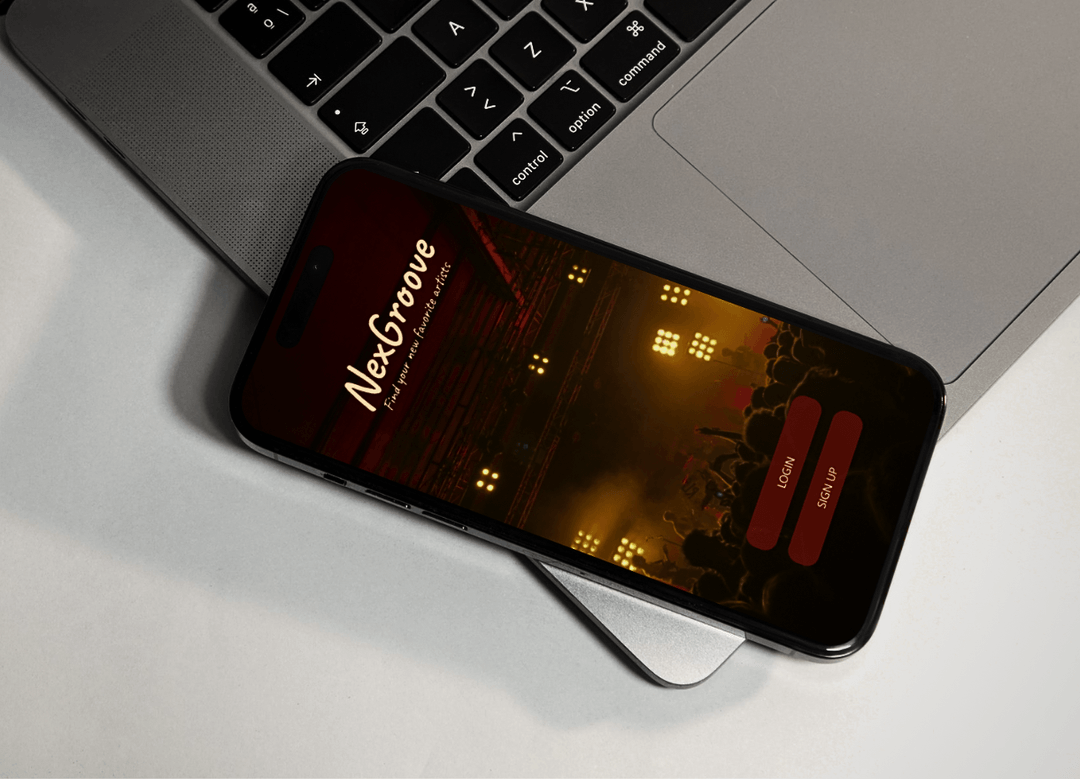 ª
º \
A
Z
X
⌘
command
< >
⌥
option
^
control
NexGroove
Find your new favorite artists
LOGIN
SIGN UP